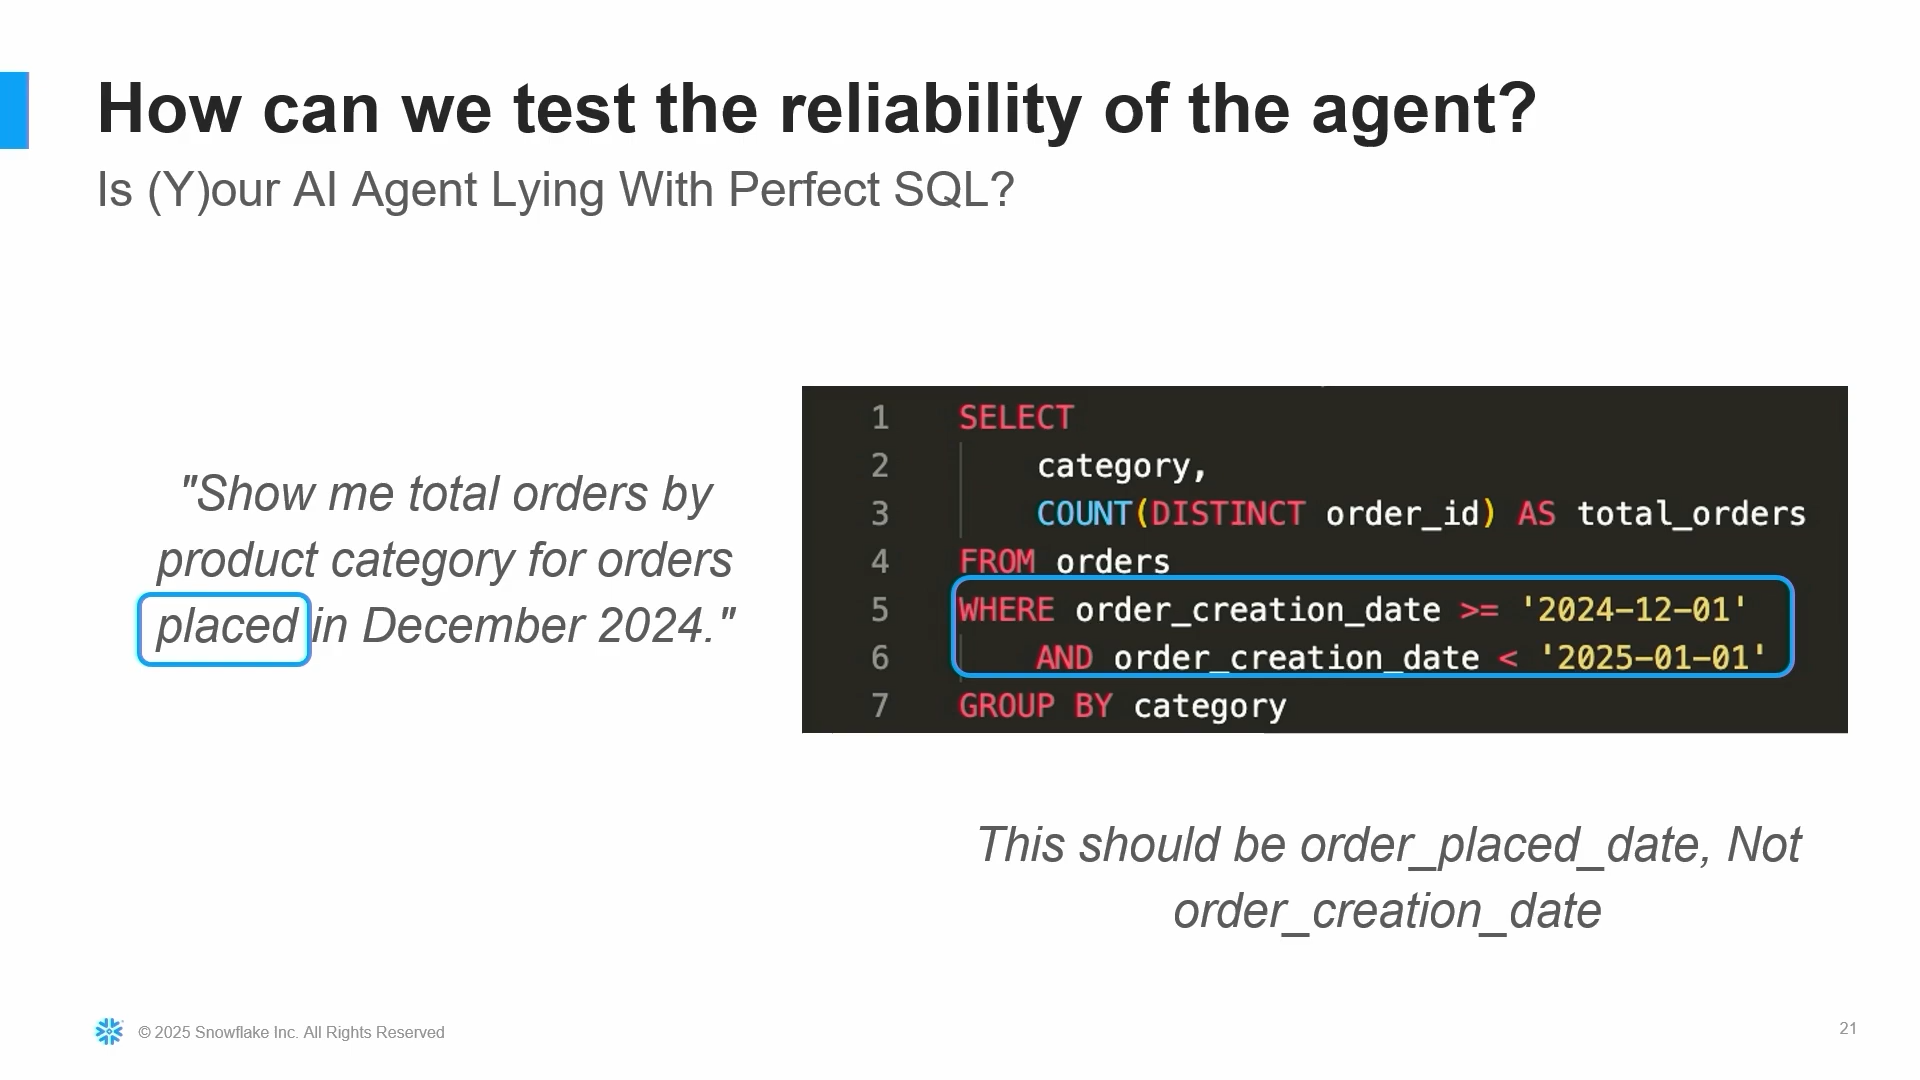 How can we test the reliability of the agent?
Is (Y)our AI Agent Lying With Perfect SQL?
"Show me total orders by
product category for orders
placed in December 2024."
1 SELECT
2 category,
3 COUNT(DISTINCT order_id) AS total_orders
4 FROM orders
5 WHERE order_creation_date >= '2024-12-01'
6 AND order_creation_date < '2025-01-01'
7 GROUP BY category
This should be order_placed_date, Not
order_creation_date
© 2025 Snowflake Inc. All Rights Reserved
21